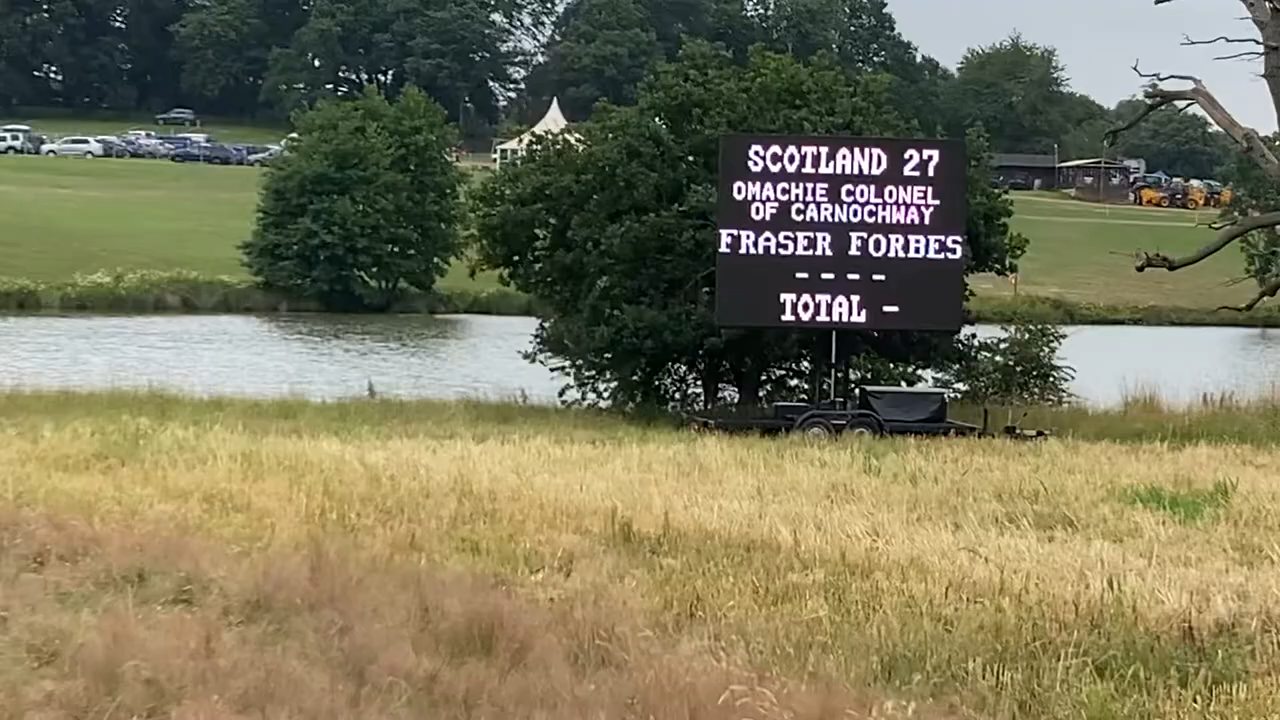 SCOTLAND 27
OMACHIE COLONEL
OF CARNOCHWAY
FRASER FORBES
- - - -
TOTAL -